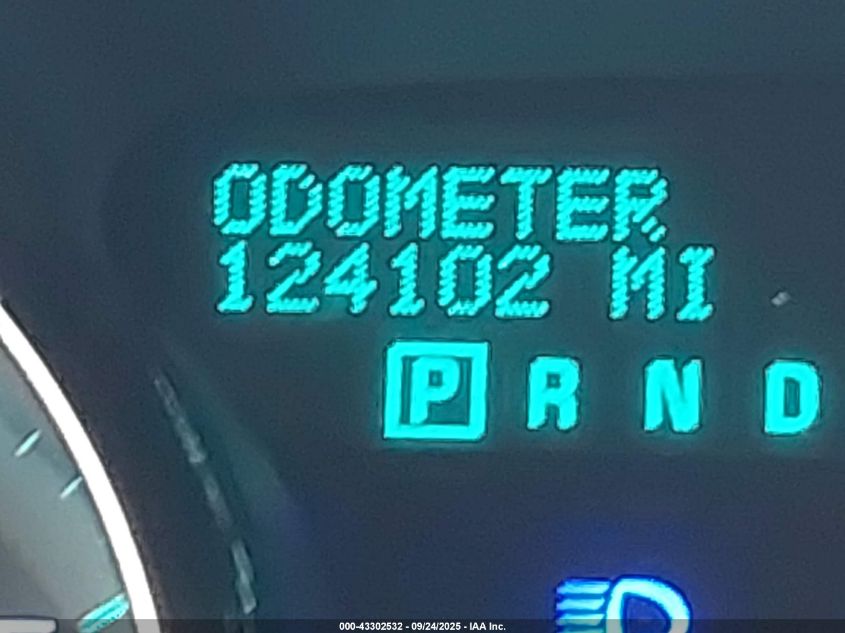 ODOMETER
124102 MI
P R N D
000-43302532 - 09/24/2025 - IAA Inc.